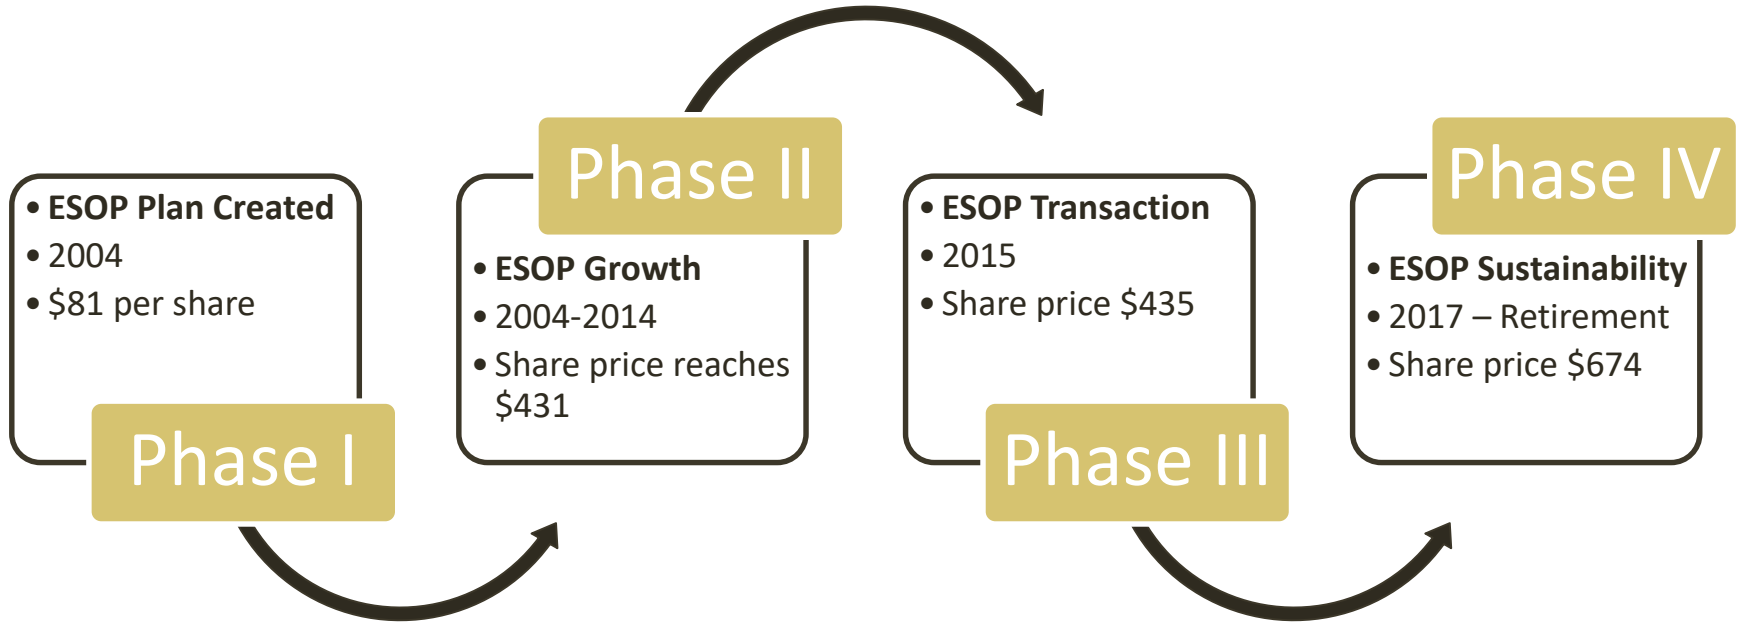 • ESOP Plan Created
• 2004
• $81 per share
Phase I
Phase II
• ESOP Growth
• 2004-2014
• Share price reaches
$431
• ESOP Transaction
• 2015
• Share price $435
Phase III
Phase IV
• ESOP Sustainability
• 2017 – Retirement
• Share price $674